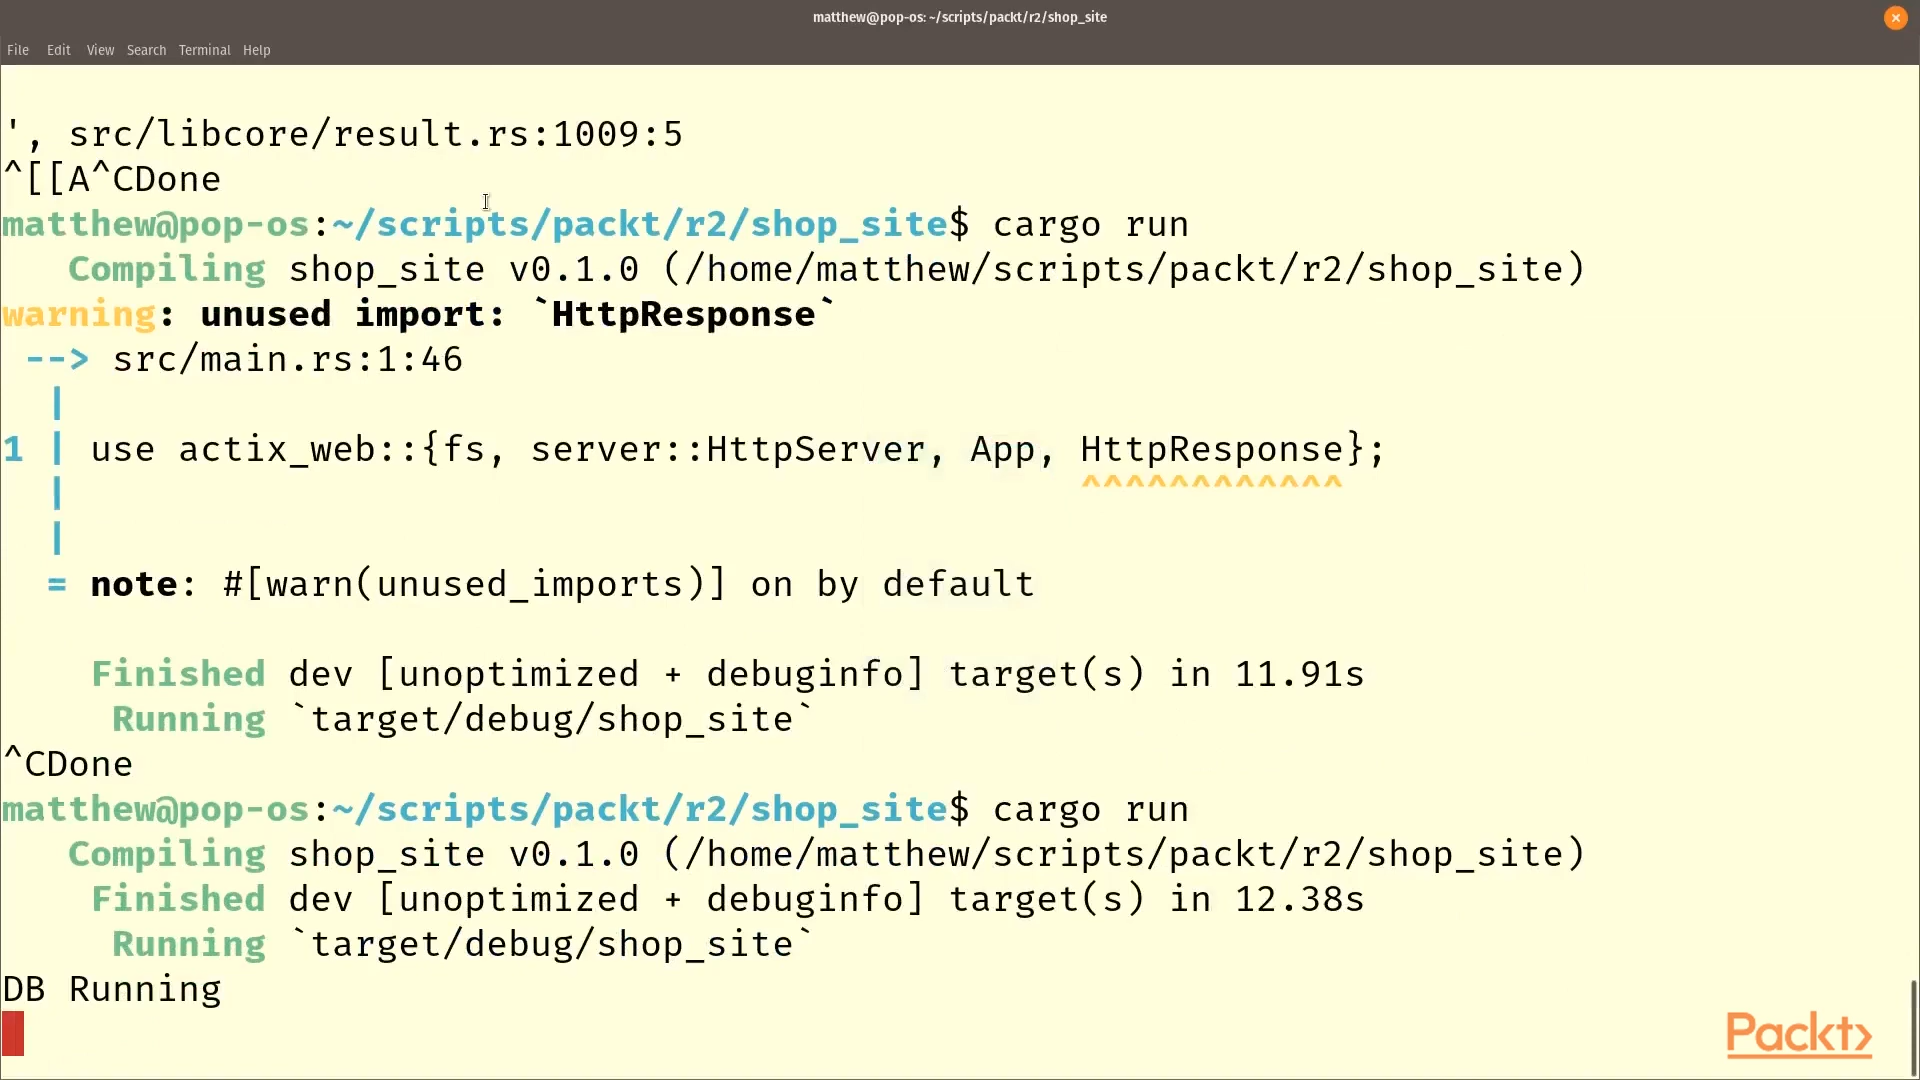 matthew@pop-os: ~/scripts/packt/r2/shop_site
File Edit View Search Terminal Help
', src/libcore/result.rs:1009:5
^[[A^CDone
matthew@pop-os:~/scripts/packt/r2/shop_site$ cargo run
   Compiling shop_site v0.1.0 (/home/matthew/scripts/packt/r2/shop_site)
warning: unused import: `HttpResponse`
 --> src/main.rs:1:46
  |
1 | use actix_web::{fs, server::HttpServer, App, HttpResponse};
  |                                              ^^^^^^^^^^^^
  |
  = note: #[warn(unused_imports)] on by default
    Finished dev [unoptimized + debuginfo] target(s) in 11.91s
     Running `target/debug/shop_site`
^CDone
matthew@pop-os:~/scripts/packt/r2/shop_site$ cargo run
   Compiling shop_site v0.1.0 (/home/matthew/scripts/packt/r2/shop_site)
    Finished dev [unoptimized + debuginfo] target(s) in 12.38s
     Running `target/debug/shop_site`
DB Running
Packt>